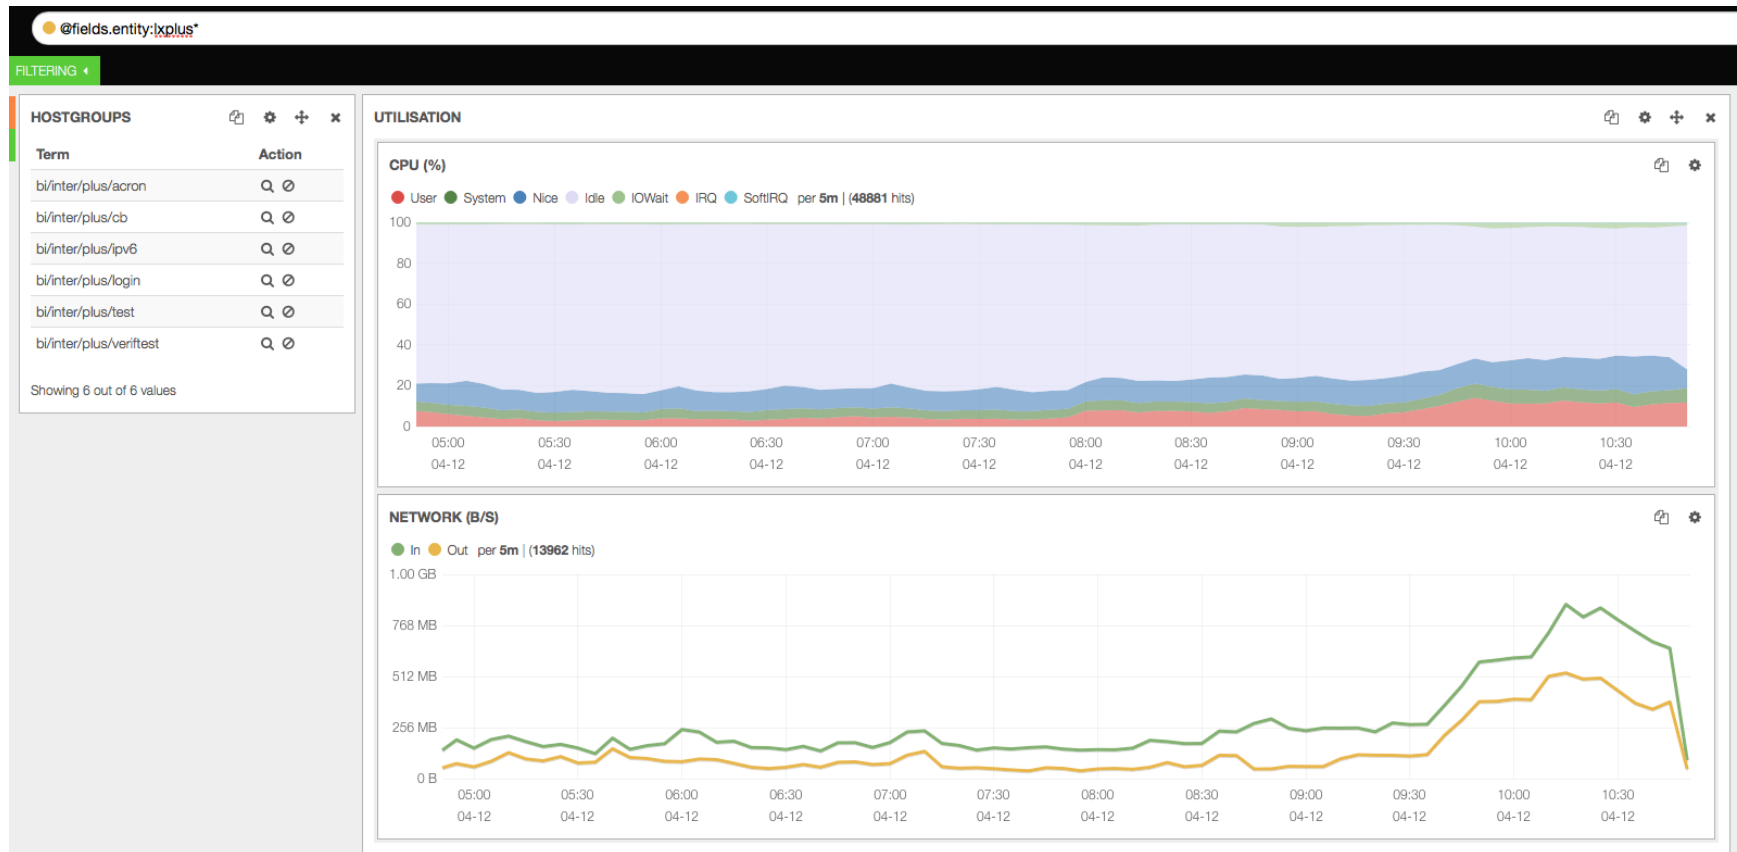 @fields.entity:lxplus*
FILTERING
HOSTGROUPS
Term Action
bi/inter/plus/acron
bi/inter/plus/cb
bi/inter/plus/ipv6
bi/inter/plus/login
bi/inter/plus/test
bi/inter/plus/veriftest
Showing 6 out of 6 values
UTILISATION
CPU (%)
User System Nice Idle IOWait IRQ SoftIRQ per 5m | (48881 hits)
100
80
60
40
20
0
05:00 05:30 06:00 06:30 07:00 07:30 08:00 08:30 09:00 09:30 10:00 10:30
04-12 04-12 04-12 04-12 04-12 04-12 04-12 04-12 04-12 04-12 04-12 04-12
NETWORK (B/S)
In Out per 5m | (13962 hits)
1.00 GB
768 MB
512 MB
256 MB
0 B
05:00 05:30 06:00 06:30 07:00 07:30 08:00 08:30 09:00 09:30 10:00 10:30
04-12 04-12 04-12 04-12 04-12 04-12 04-12 04-12 04-12 04-12 04-12 04-12